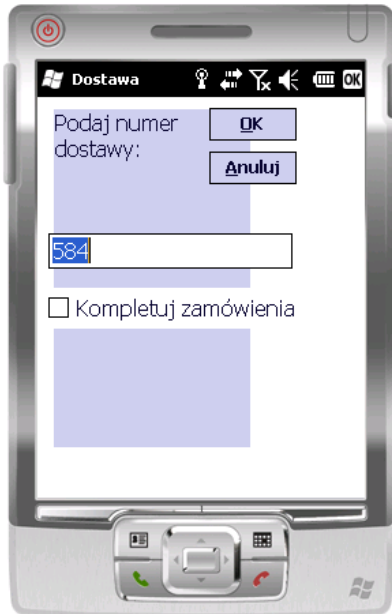 Dostawa
OK
Podaj numer
dostawy:
OK
Anuluj
584
Kompletuj zamówienia